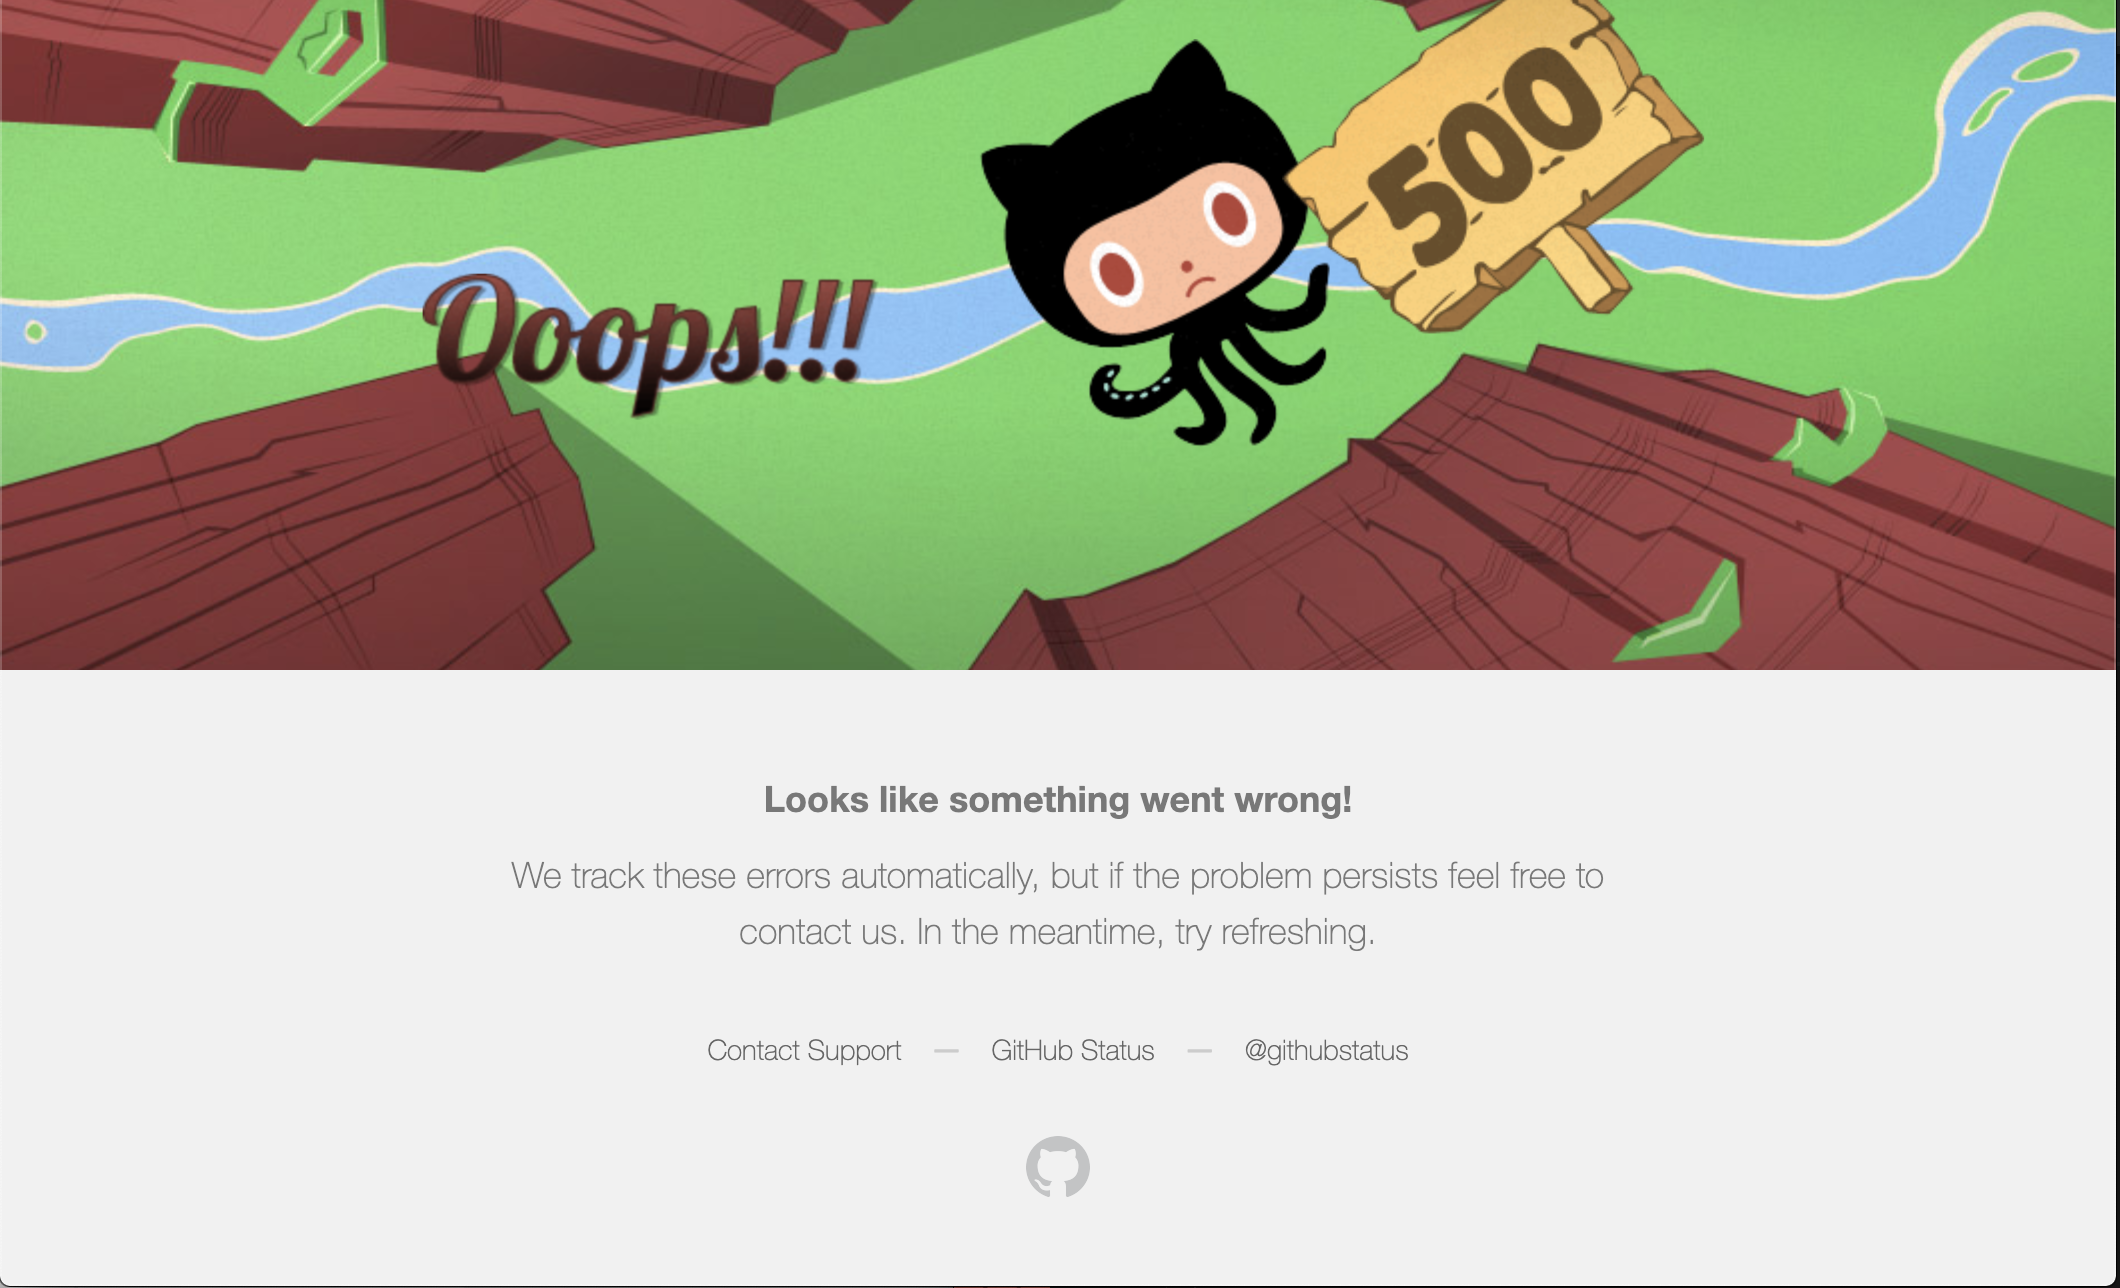 500
Ooops!!!
Looks like something went wrong!
We track these errors automatically, but if the problem persists feel free to
contact us. In the meantime, try refreshing.
Contact Support — GitHub Status — @githubstatus